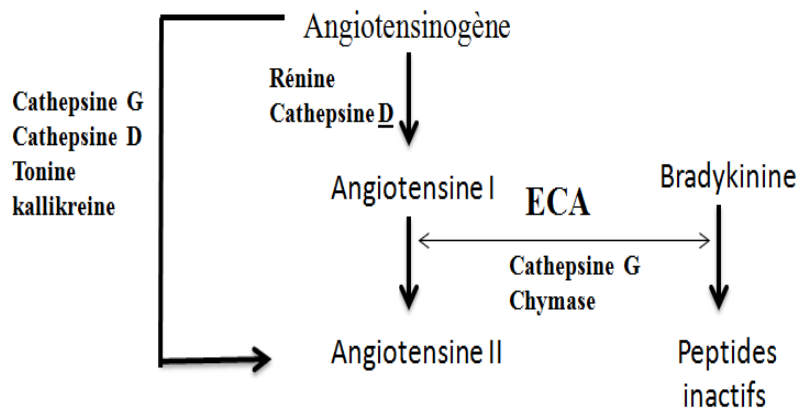 Angiotensinogène
Rénine
Cathepsine D
Cathepsine G
Cathepsine D
Tonine
kallikreine
Angiotensine I
ECA
Bradykinine
Cathepsine G
Chymase
Angiotensine II
Peptides
inactifs